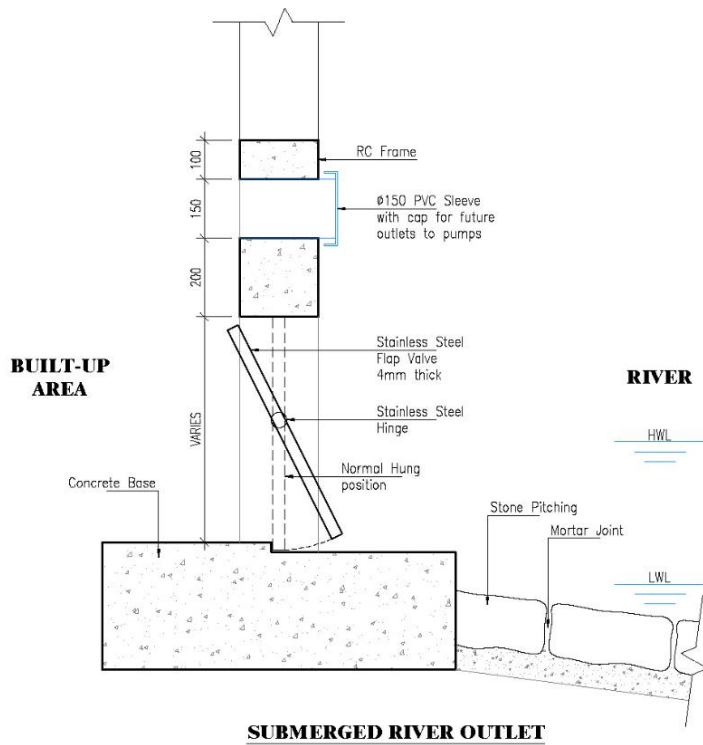 RC Frame
100
150
200
VARIES
Ø150 PVC Sleeve
with cap for future
outlets to pumps
Stainless Steel
Flap Valve
4mm thick
BUILT-UP
AREA
RIVER
Stainless Steel
Hinge
HWL
Normal Hung
position
Concrete Base
Stone Pitching
Mortar Joint
LWL
SUBMERGED RIVER OUTLET